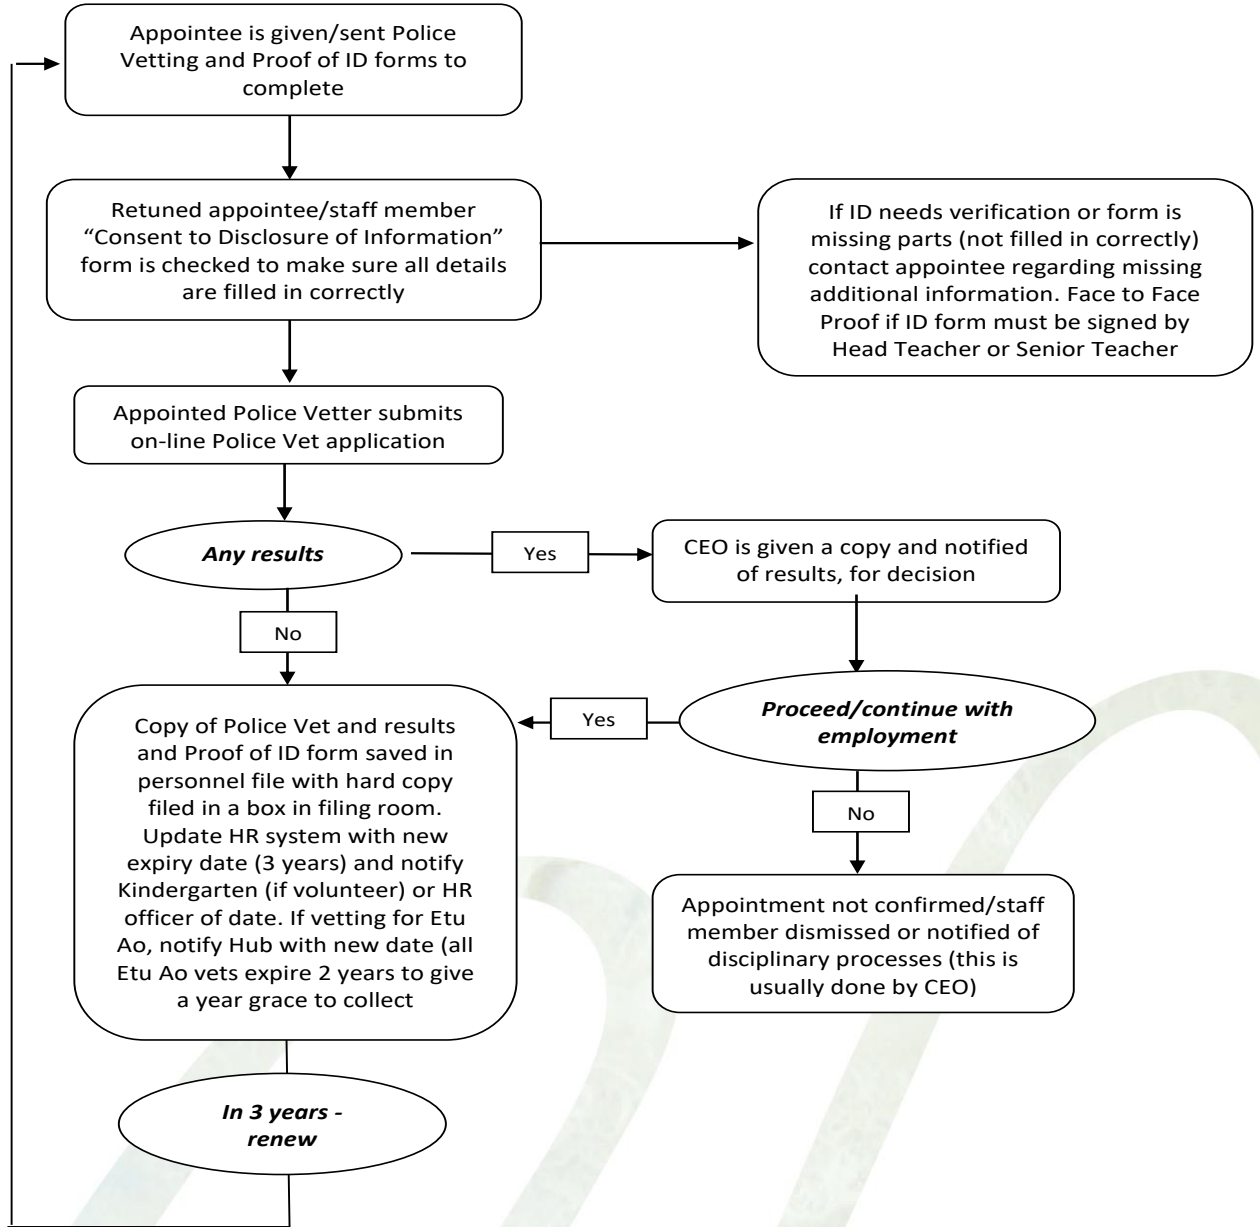 Appointee is given/sent Police
Vetting and Proof of ID forms to
complete
Retuned appointee/staff member
“Consent to Disclosure of Information”
form is checked to make sure all details
are filled in correctly
If ID needs verification or form is
missing parts (not filled in correctly)
contact appointee regarding missing
additional information. Face to Face
Proof if ID form must be signed by
Head Teacher or Senior Teacher
Appointed Police Vetter submits
on-line Police Vet application
Any results
Yes
CEO is given a copy and notified
of results, for decision
No
Copy of Police Vet and results
and Proof of ID form saved in
personnel file with hard copy
filed in a box in filing room.
Update HR system with new
expiry date (3 years) and notify
Kindergarten (if volunteer) or HR
officer of date. If vetting for Etu
Ao, notify Hub with new date (all
Etu Ao vets expire 2 years to give
a year grace to collect
Yes
Proceed/continue with
employment
No
Appointment not confirmed/staff
member dismissed or notified of
disciplinary processes (this is
usually done by CEO)
In 3 years -
renew